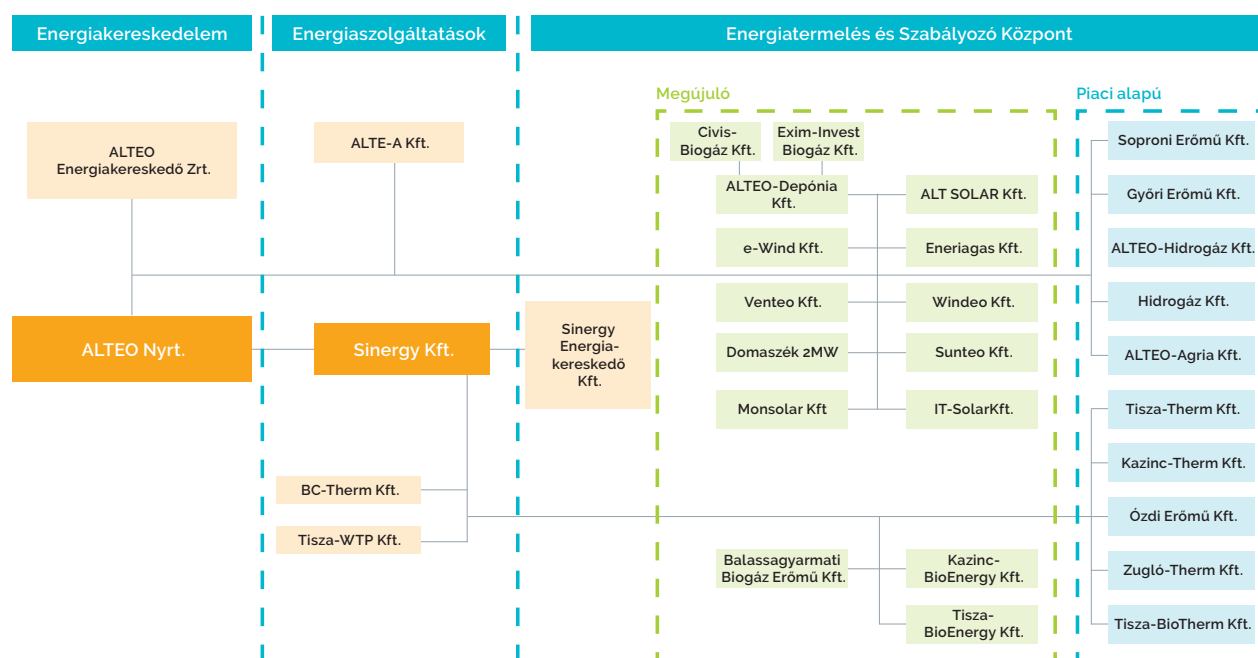 Energiakereskedelem
Energiaszolgáltatások
Energiatermelés és Szabályozó Központ
Megújuló
Piaci alapú
ALTEO
Energiakereskedő Zrt.
ALTE-A Kft.
Civis-
Biogáz Kft.
Exim-Invest
Biogáz Kft.
ALTEO-Depónia
Kft.
ALT SOLAR Kft.
e-Wind Kft.
Eneriagas Kft.
Venteo Kft.
Windeo Kft.
Domaszék 2MW
Sunteo Kft.
Monsolar Kft
IT-SolarKft.
Soproni Erőmű Kft.
Győri Erőmű Kft.
ALTEO-Hidrogáz Kft.
Hidrogáz Kft.
ALTEO-Agria Kft.
ALTEO Nyrt.
Sinergy Kft.
Sinergy
Energia-
kereskedő
Kft.
BC-Therm Kft.
Tisza-WTP Kft.
Balassagyarmati
Biogáz Erőmű Kft.
Kazinc-
BioEnergy Kft.
Tisza-
BioEnergy Kft.
Tisza-Therm Kft.
Kazinc-Therm Kft.
Ózdi Erőmű Kft.
Zugló-Therm Kft.
Tisza-BioTherm Kft.